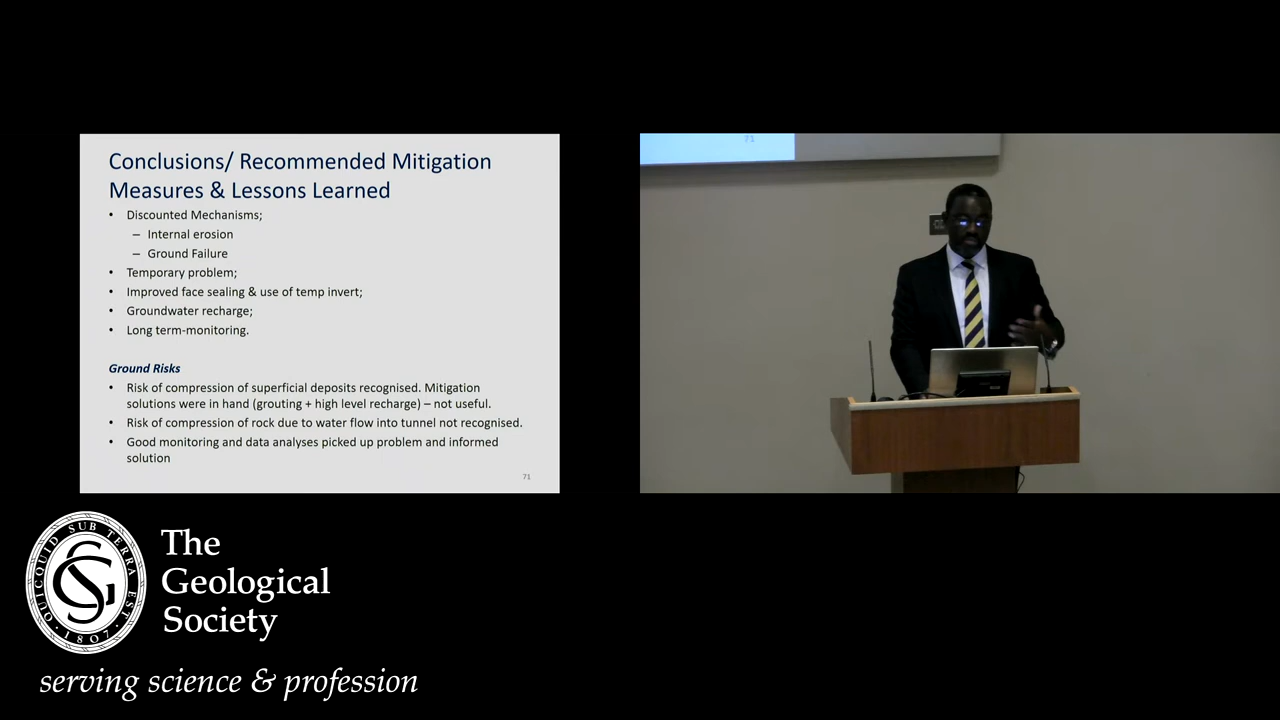 Conclusions/ Recommended Mitigation
Measures & Lessons Learned
• Discounted Mechanisms;
– Internal erosion
– Ground Failure
• Temporary problem;
• Improved face sealing & use of temp invert;
• Groundwater recharge;
• Long term-monitoring.
Ground Risks
• Risk of compression of superficial deposits recognised. Mitigation
solutions were in hand (grouting + high level recharge) – not useful.
• Risk of compression of rock due to water flow into tunnel not recognised.
• Good monitoring and data analyses picked up problem and informed
solution
71
71
QUICQUID SUB TERRA EST
· 1807 ·
The
Geological
Society
serving science & profession